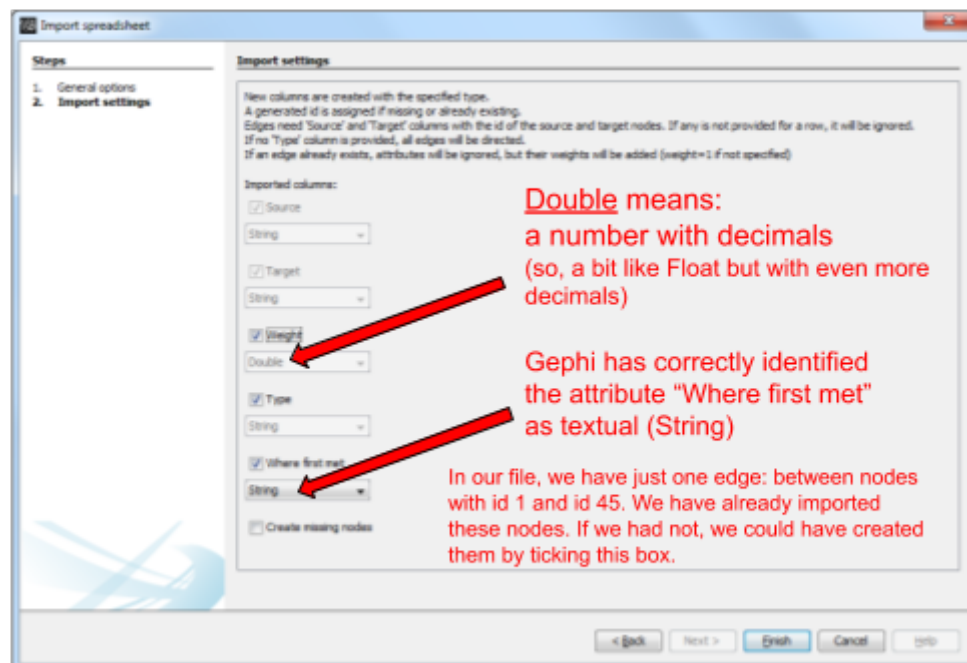 Import spreadsheet
Steps
1. General options
2. Import settings
Import settings
New columns are created with the specified type.
A generated id is assigned if missing or already existing.
Edges need 'Source' and 'Target' columns with the id of the source and target nodes. If any is not provided for a row, it will be ignored.
If no 'Type' column is provided, all edges will be directed.
If an edge already exists, attributes will be ignored, but their weights will be added (weight=1 if not specified)
Imported columns:
Source
String
Target
String
Weight
Double
Type
String
Where first met
String
Create missing nodes
Double means:
a number with decimals
(so, a bit like Float but with even more
decimals)
Gephi has correctly identified
the attribute “Where first met”
as textual (String)
In our file, we have just one edge: between nodes
with id 1 and id 45. We have already imported
these nodes. If we had not, we could have created
them by ticking this box.
< Back
Next >
Finish
Cancel
Help